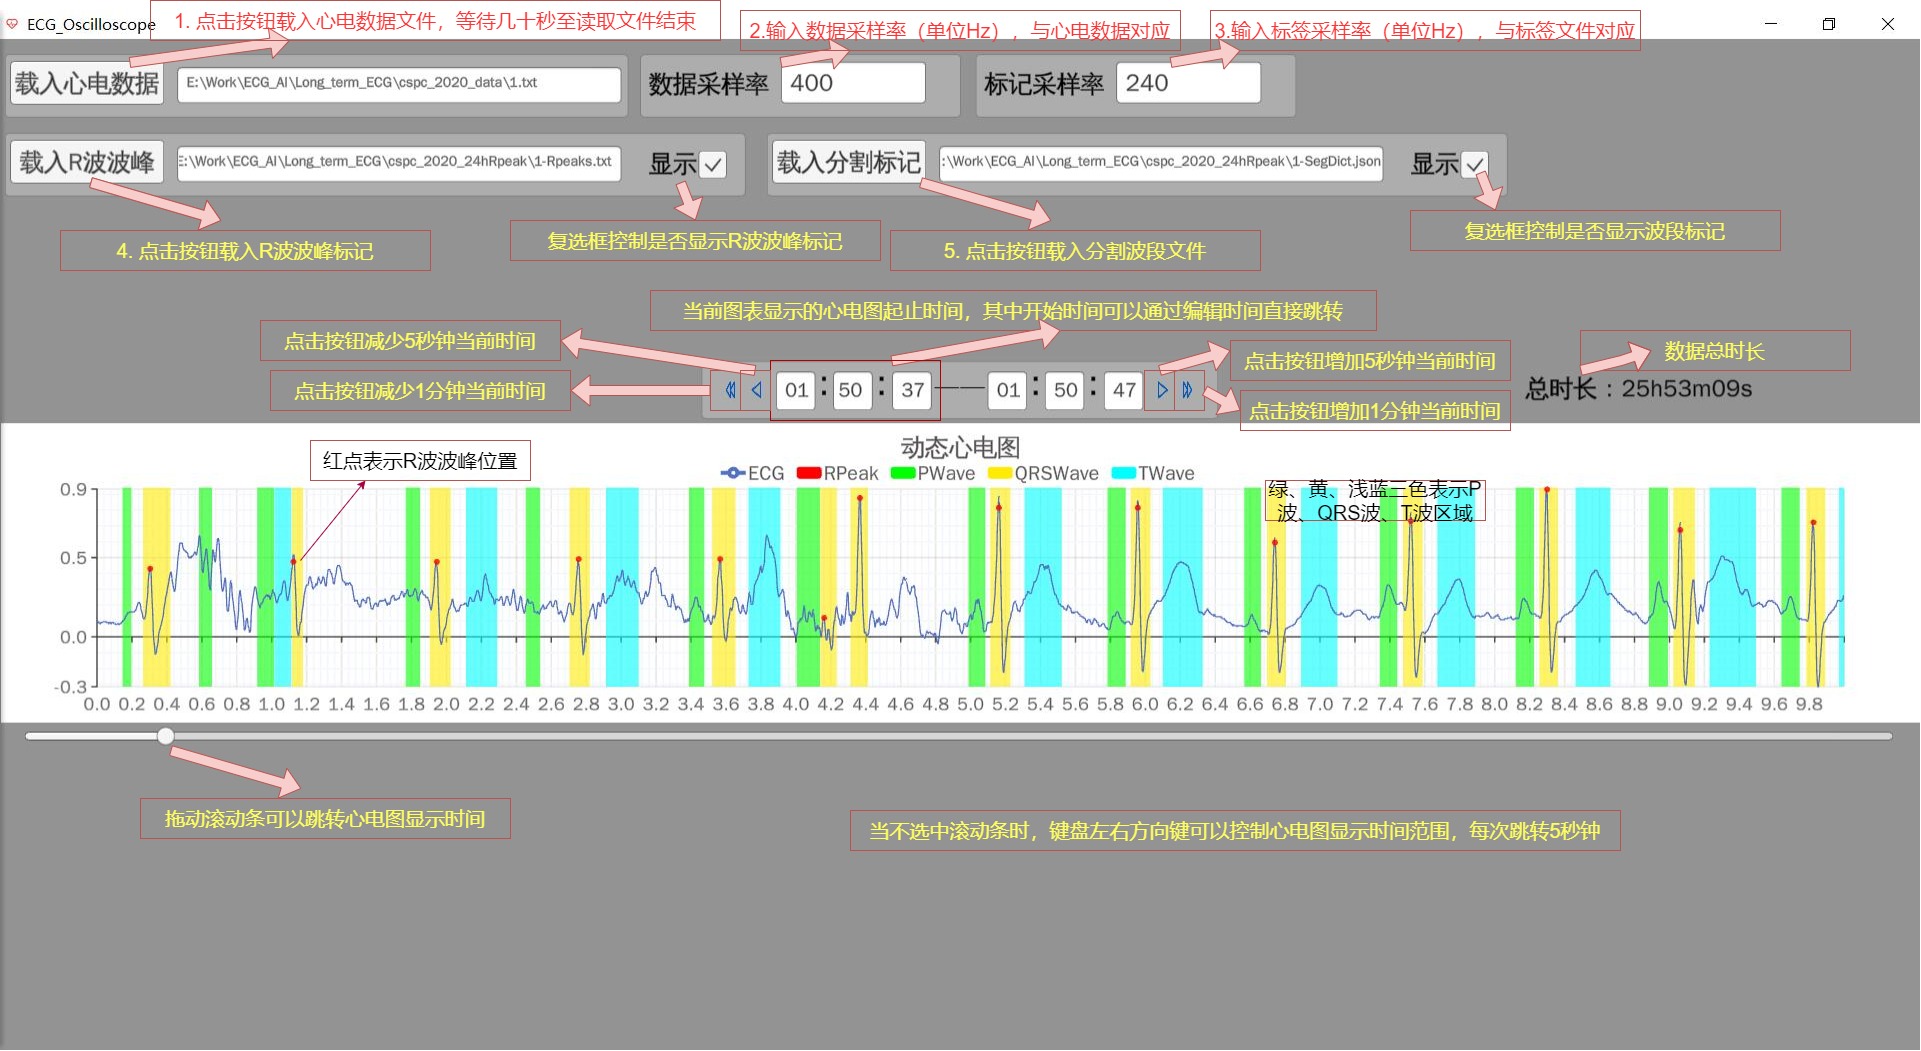 ECG_Oscilloscope
1. 点击按钮载入心电数据文件，等待几十秒至读取文件结束
2.输入数据采样率（单位Hz），与心电数据对应
3.输入标签采样率（单位Hz），与标签文件对应
载入心电数据
E:\Work\ECG_AI\Long_term_ECG\cspc_2020_data\1.txt
数据采样率
400
标记采样率
240
载入R波波峰
E:\Work\ECG_AI\Long_term_ECG\cspc_2020_24hRpeak\1-Rpeaks.txt
显示
载入分割标记
:\Work\ECG_AI\Long_term_ECG\cspc_2020_24hRpeak\1-SegDict.json
显示
4. 点击按钮载入R波波峰标记
复选框控制是否显示R波波峰标记
5. 点击按钮载入分割波段文件
复选框控制是否显示波段标记
当前图表显示的心电图起止时间，其中开始时间可以通过编辑时间直接跳转
点击按钮减少5秒钟当前时间
点击按钮增加5秒钟当前时间
数据总时长
点击按钮减少1分钟当前时间
01 : 50 : 37 —— 01 : 50 : 47
点击按钮增加1分钟当前时间
总时长：25h53m09s
动态心电图
ECG RPeak PWave QRSWave TWave
红点表示R波波峰位置
绿、黄、浅蓝三色表示P
波、QRS波、T波区域
0.9
0.5
0.0
-0.3
0.0 0.2 0.4 0.6 0.8 1.0 1.2 1.4 1.6 1.8 2.0 2.2 2.4 2.6 2.8 3.0 3.2 3.4 3.6 3.8 4.0 4.2 4.4 4.6 4.8 5.0 5.2 5.4 5.6 5.8 6.0 6.2 6.4 6.6 6.8 7.0 7.2 7.4 7.6 7.8 8.0 8.2 8.4 8.6 8.8 9.0 9.2 9.4 9.6 9.8
拖动滚动条可以跳转心电图显示时间
当不选中滚动条时，键盘左右方向键可以控制心电图显示时间范围，每次跳转5秒钟